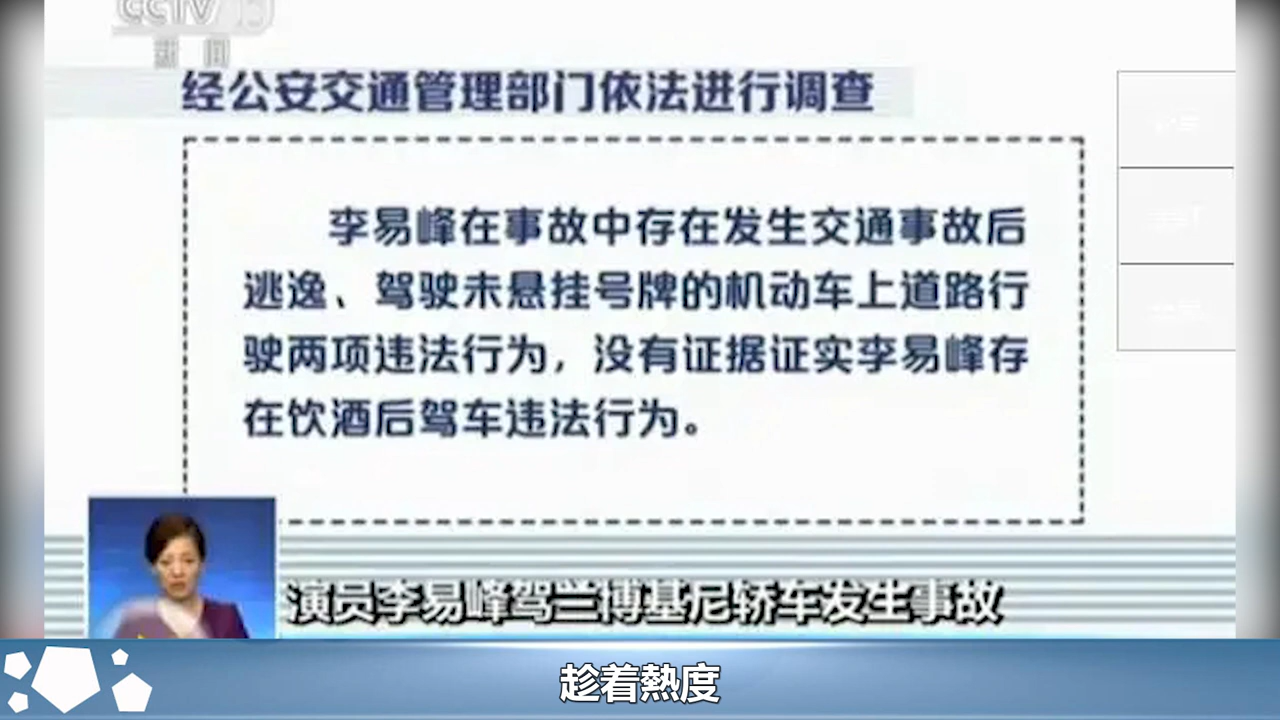 CCTV 13
新闻
经公安交通管理部门依法进行调查
李易峰在事故中存在发生交通事故后
逃逸、驾驶未悬挂号牌的机动车上道路行
驶两项违法行为，没有证据证实李易峰存
在饮酒后驾车违法行为。
演员李易峰驾兰博基尼轿车发生事故
趁着熱度